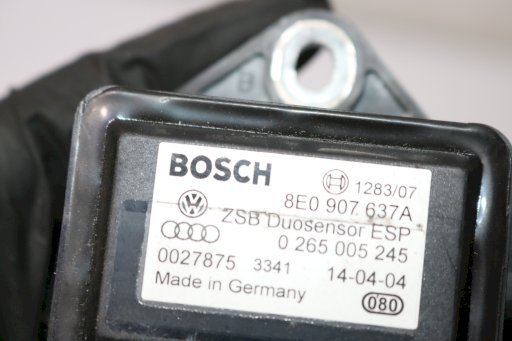 BOSCH 1283/07
8E0 907 637A
ZSB Duosensor ESP
0 265 005 245
0027875 3341 14-04-04
Made in Germany 080